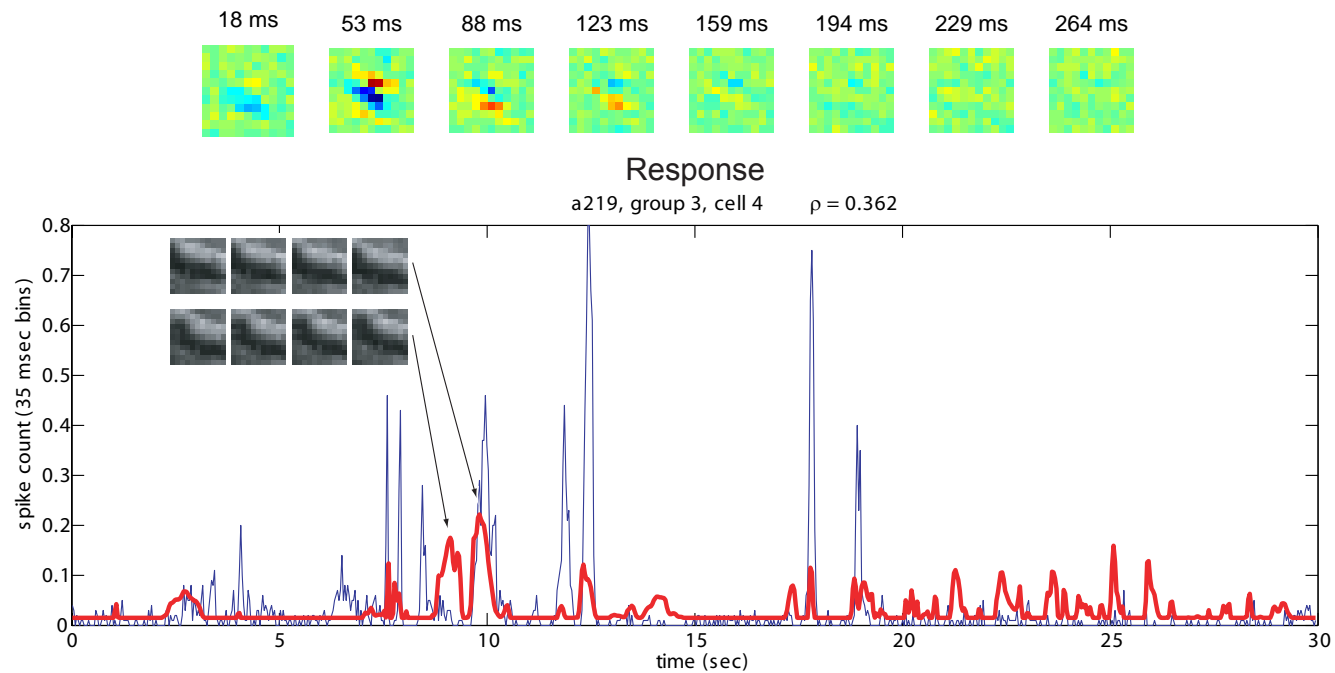 18 ms 53 ms 88 ms 123 ms 159 ms 194 ms 229 ms 264 ms
Response
a219, group 3, cell 4 ρ = 0.362
0.8
0.7
0.6
0.5
0.4
0.3
0.2
0.1
0
spike count (35 msec bins)
0 5 10 15 20 25 30
time (sec)